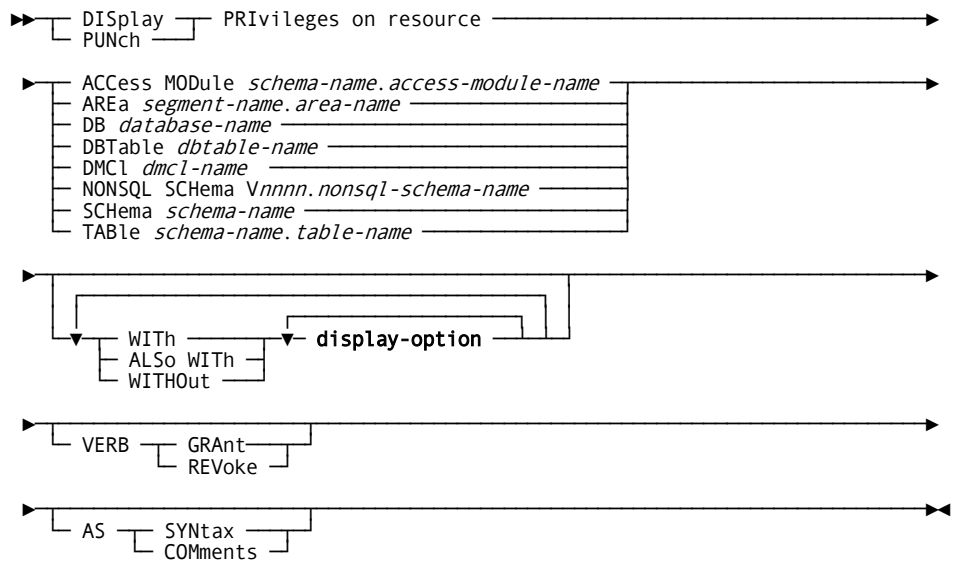 DISplay PRIvileges on resource
PUNch
ACCess MODule schema-name.access-module-name
AREa segment-name.area-name
DB database-name
DBTable dbtable-name
DMCl dmcl-name
NONSQL SCHema Vnnnn.nonsql-schema-name
SCHema schema-name
TABle schema-name.table-name
WITh display-option
ALSo WITh
WITHOut
VERB GRAnt
REVoke
AS SYNtax
COMments